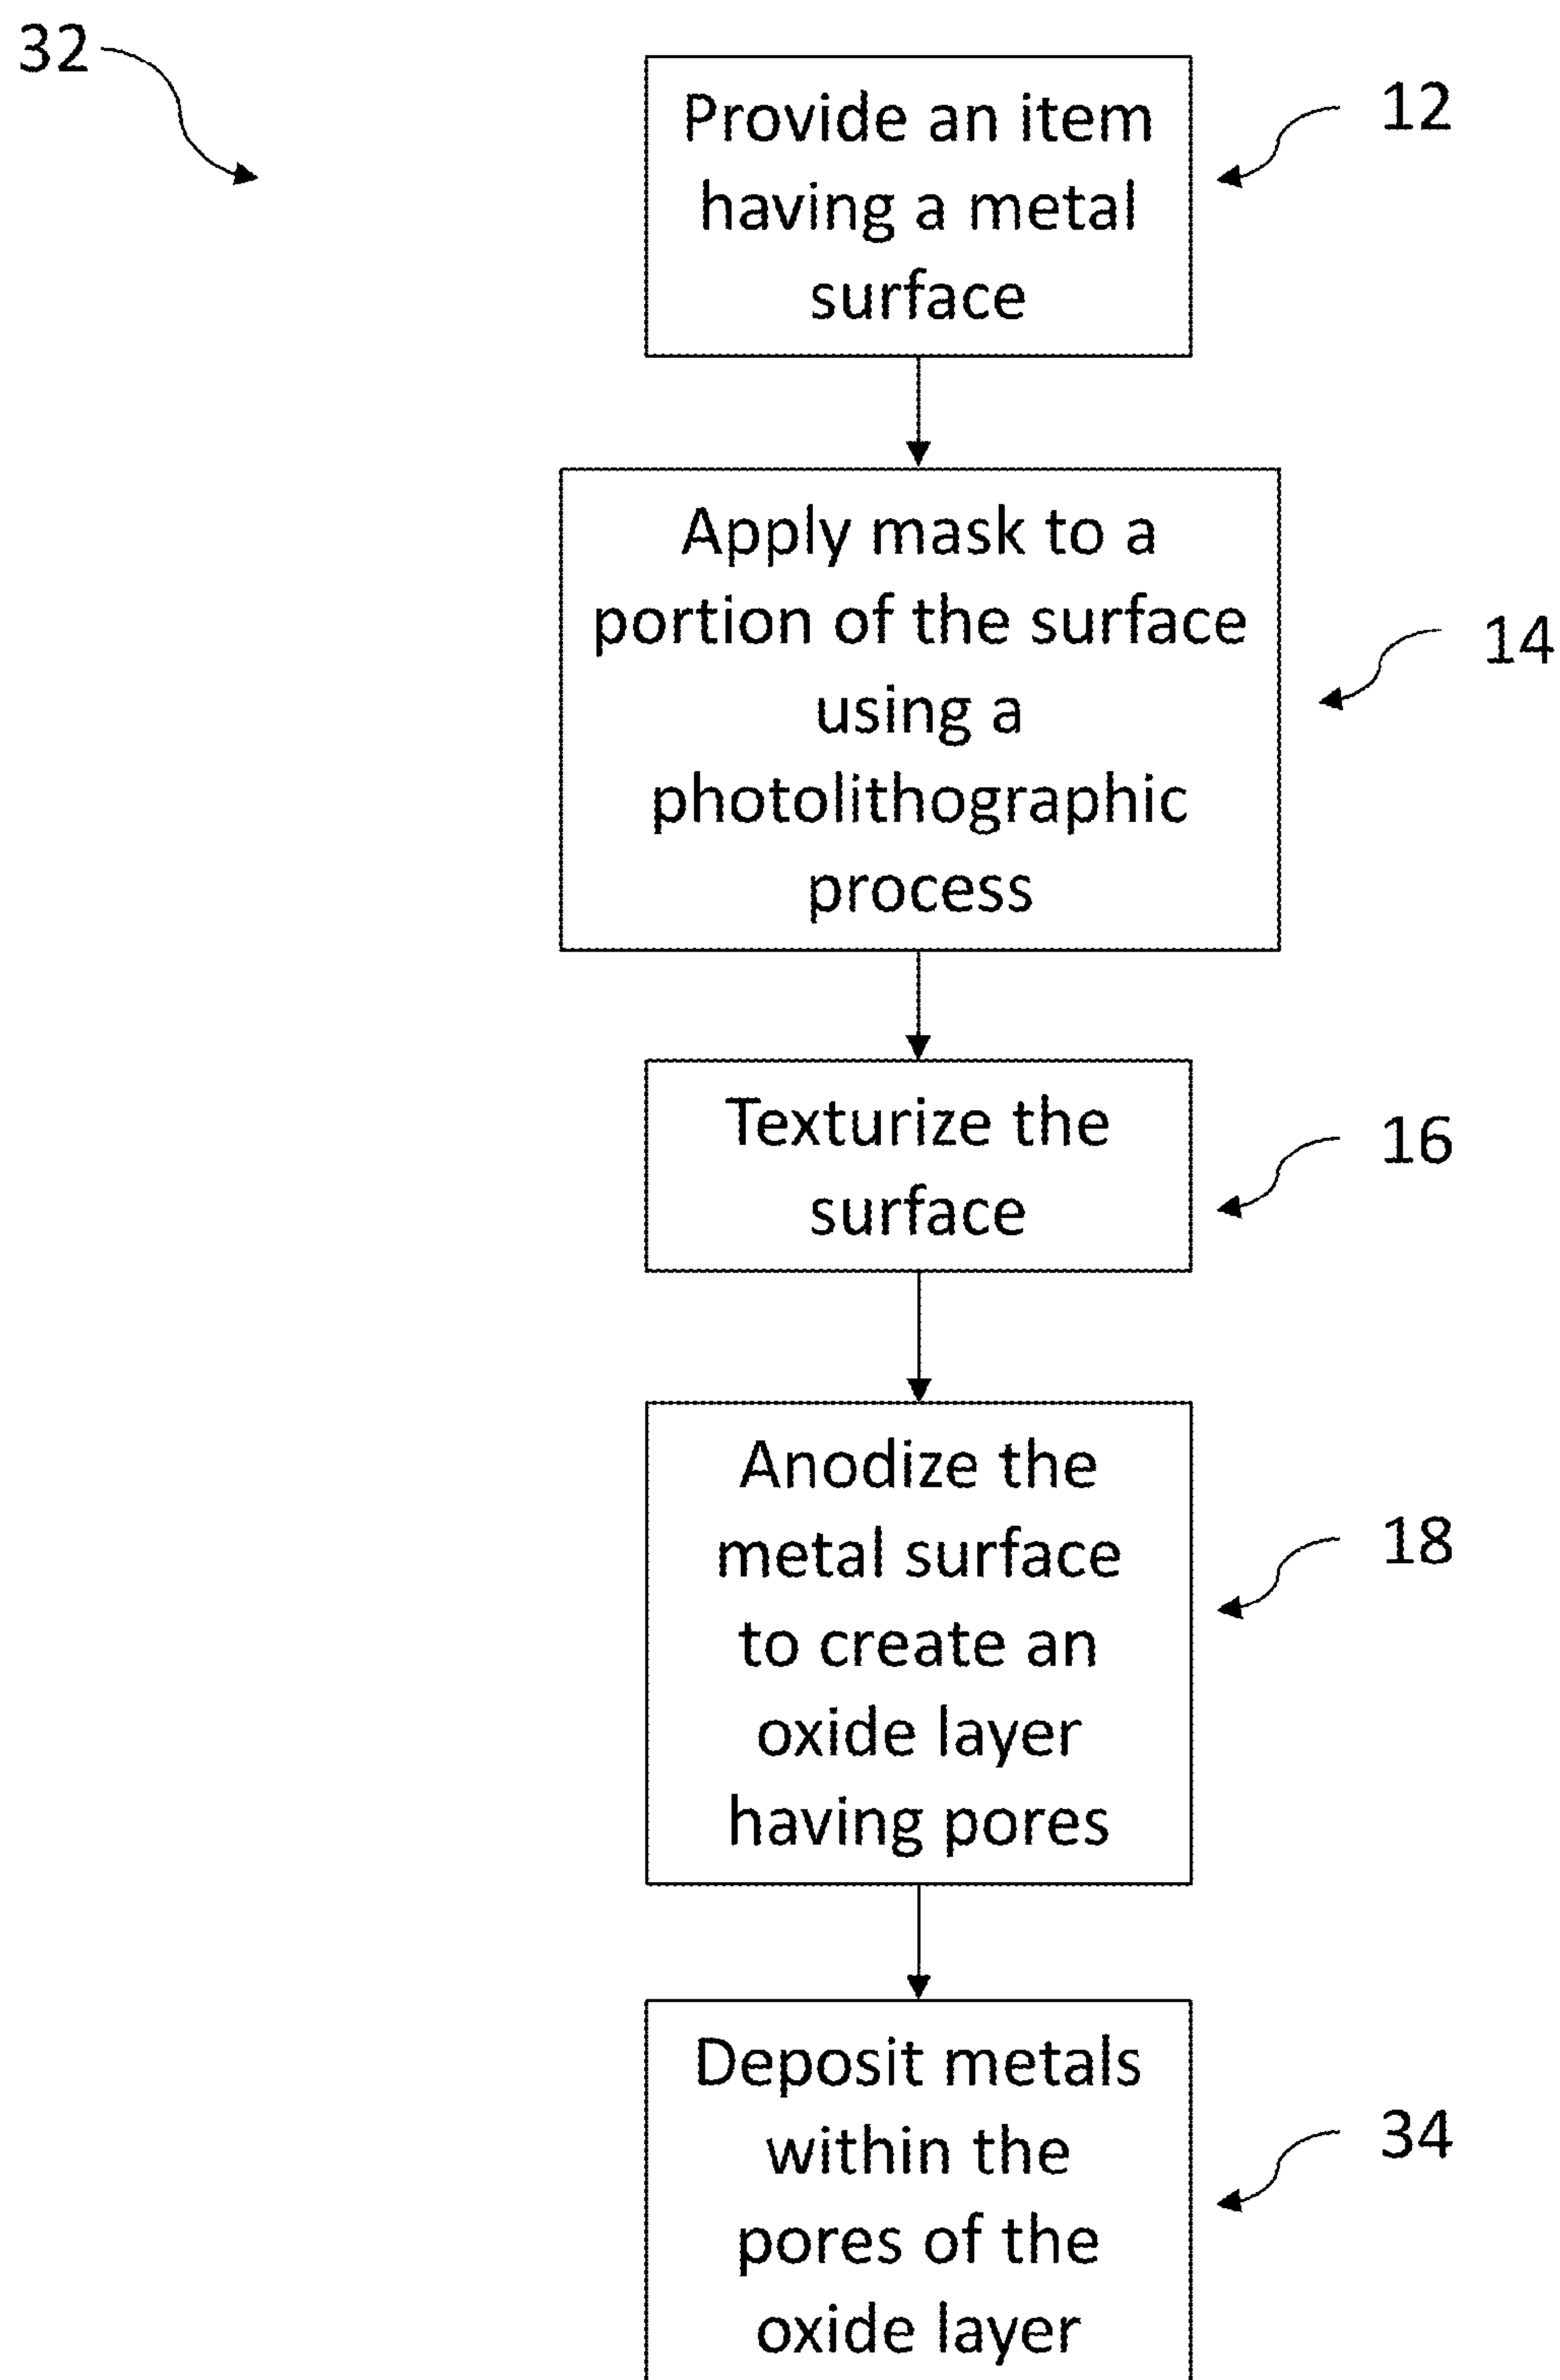 32
Provide an item
having a metal
surface
12
Apply mask to a
portion of the surface
using a
photolithographic
process
14
Texturize the
surface
16
Anodize the
metal surface
to create an
oxide layer
having pores
18
Deposit metals
within the
pores of the
oxide layer
34